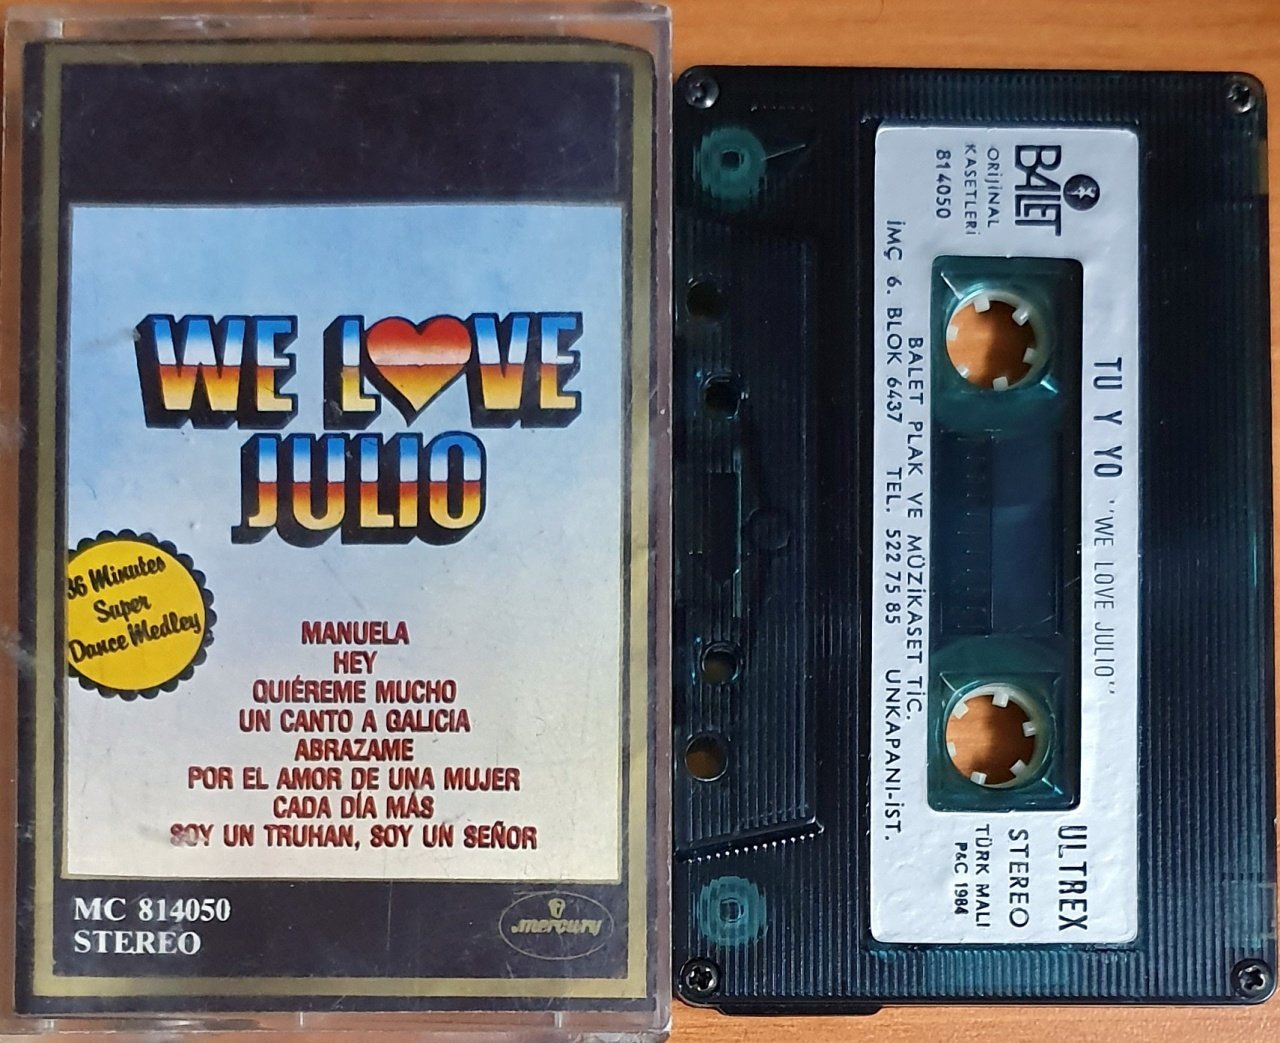 WE LOVE
JULIO
36 Minutes
Super
Dance Medley
MANUELA
HEY
QUIÉREME MUCHO
UN CANTO A GALICIA
ABRAZAME
POR EL AMOR DE UNA MUJER
CADA DÍA MÁS
SOY UN TRUHAN, SOY UN SEÑOR
MC 814050
STEREO
mercury
BALET
ORİJİNAL
KASETLERİ
814050
TU Y YO "WE LOVE JULIO"
ULTREX
STEREO
TÜRK MALI
P&C 1984
BALET PLAK VE MÜZİKASET TİC.
İMÇ 6. BLOK 6437 TEL. 522 75 85 UNKAPANI-İST.